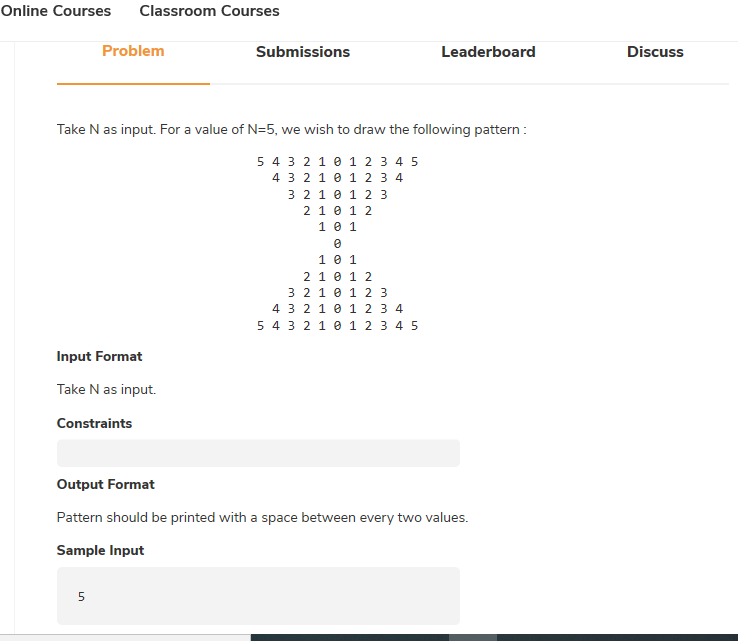 Online Courses Classroom Courses
Problem Submissions Leaderboard Discuss
Take N as input. For a value of N=5, we wish to draw the following pattern :
5 4 3 2 1 0 1 2 3 4 5
4 3 2 1 0 1 2 3 4
3 2 1 0 1 2 3
2 1 0 1 2
1 0 1
0
1 0 1
2 1 0 1 2
3 2 1 0 1 2 3
4 3 2 1 0 1 2 3 4
5 4 3 2 1 0 1 2 3 4 5
Input Format
Take N as input.
Constraints
Output Format
Pattern should be printed with a space between every two values.
Sample Input
5